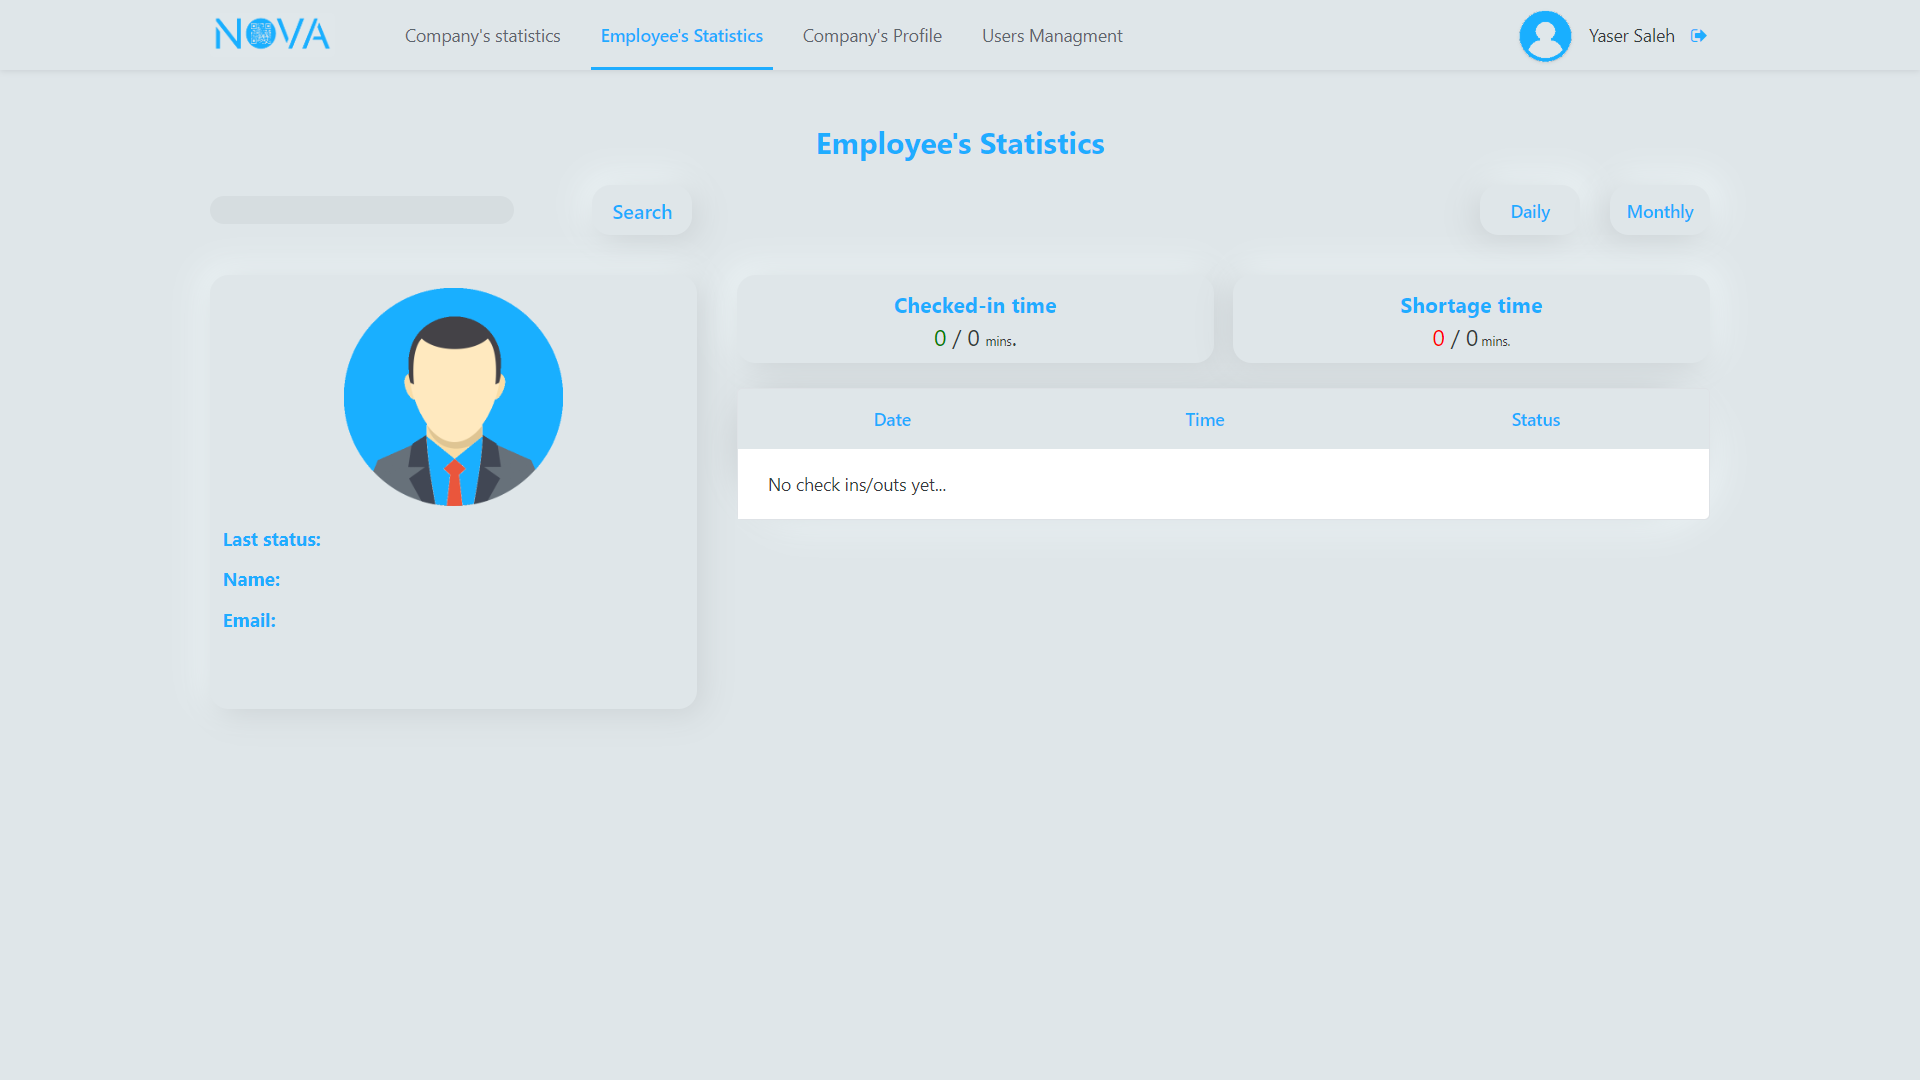 NOVA
Company's statistics
Employee's Statistics
Company's Profile
Users Managment
Yaser Saleh
Employee's Statistics
Search
Daily
Monthly
Last status:
Name:
Email:
Checked-in time
0 / 0 mins.
Shortage time
0 / 0 mins.
Date Time Status
No check ins/outs yet...